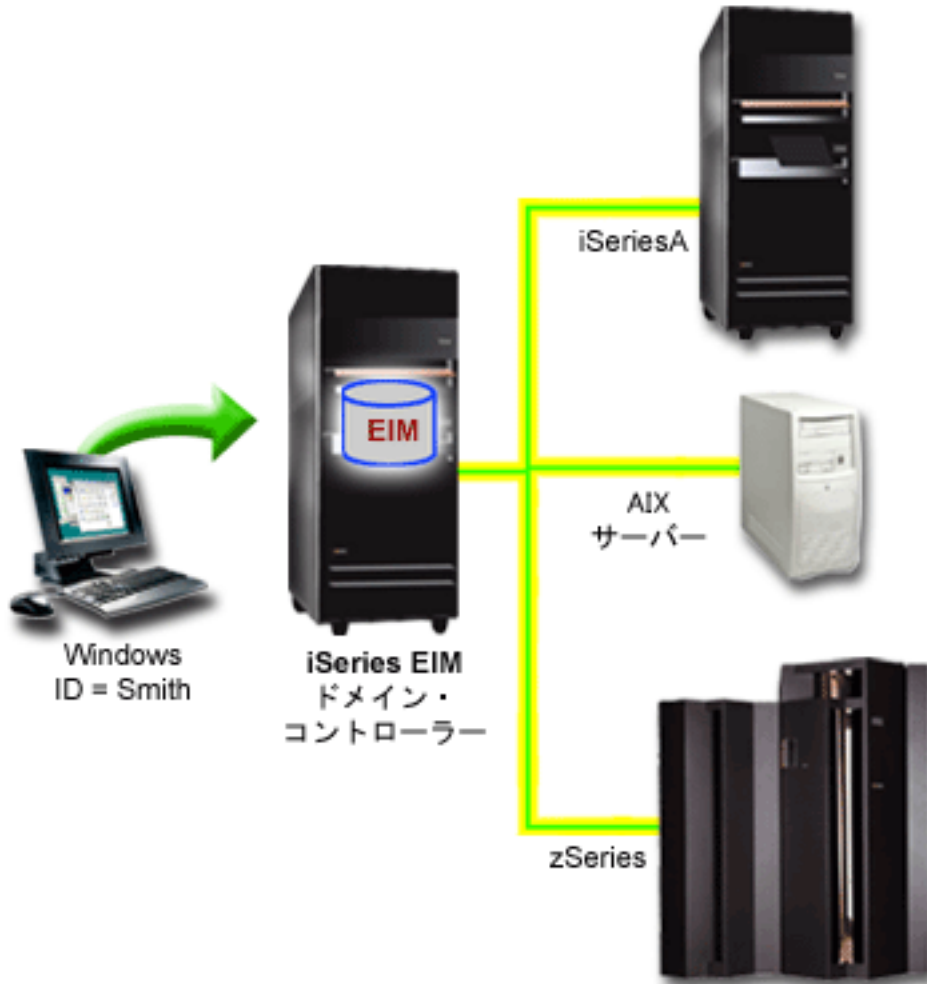 iSeriesA
EIM
AIX
サーバー
Windows
ID = Smith
iSeries EIM
ドメイン・
コントローラー
zSeries